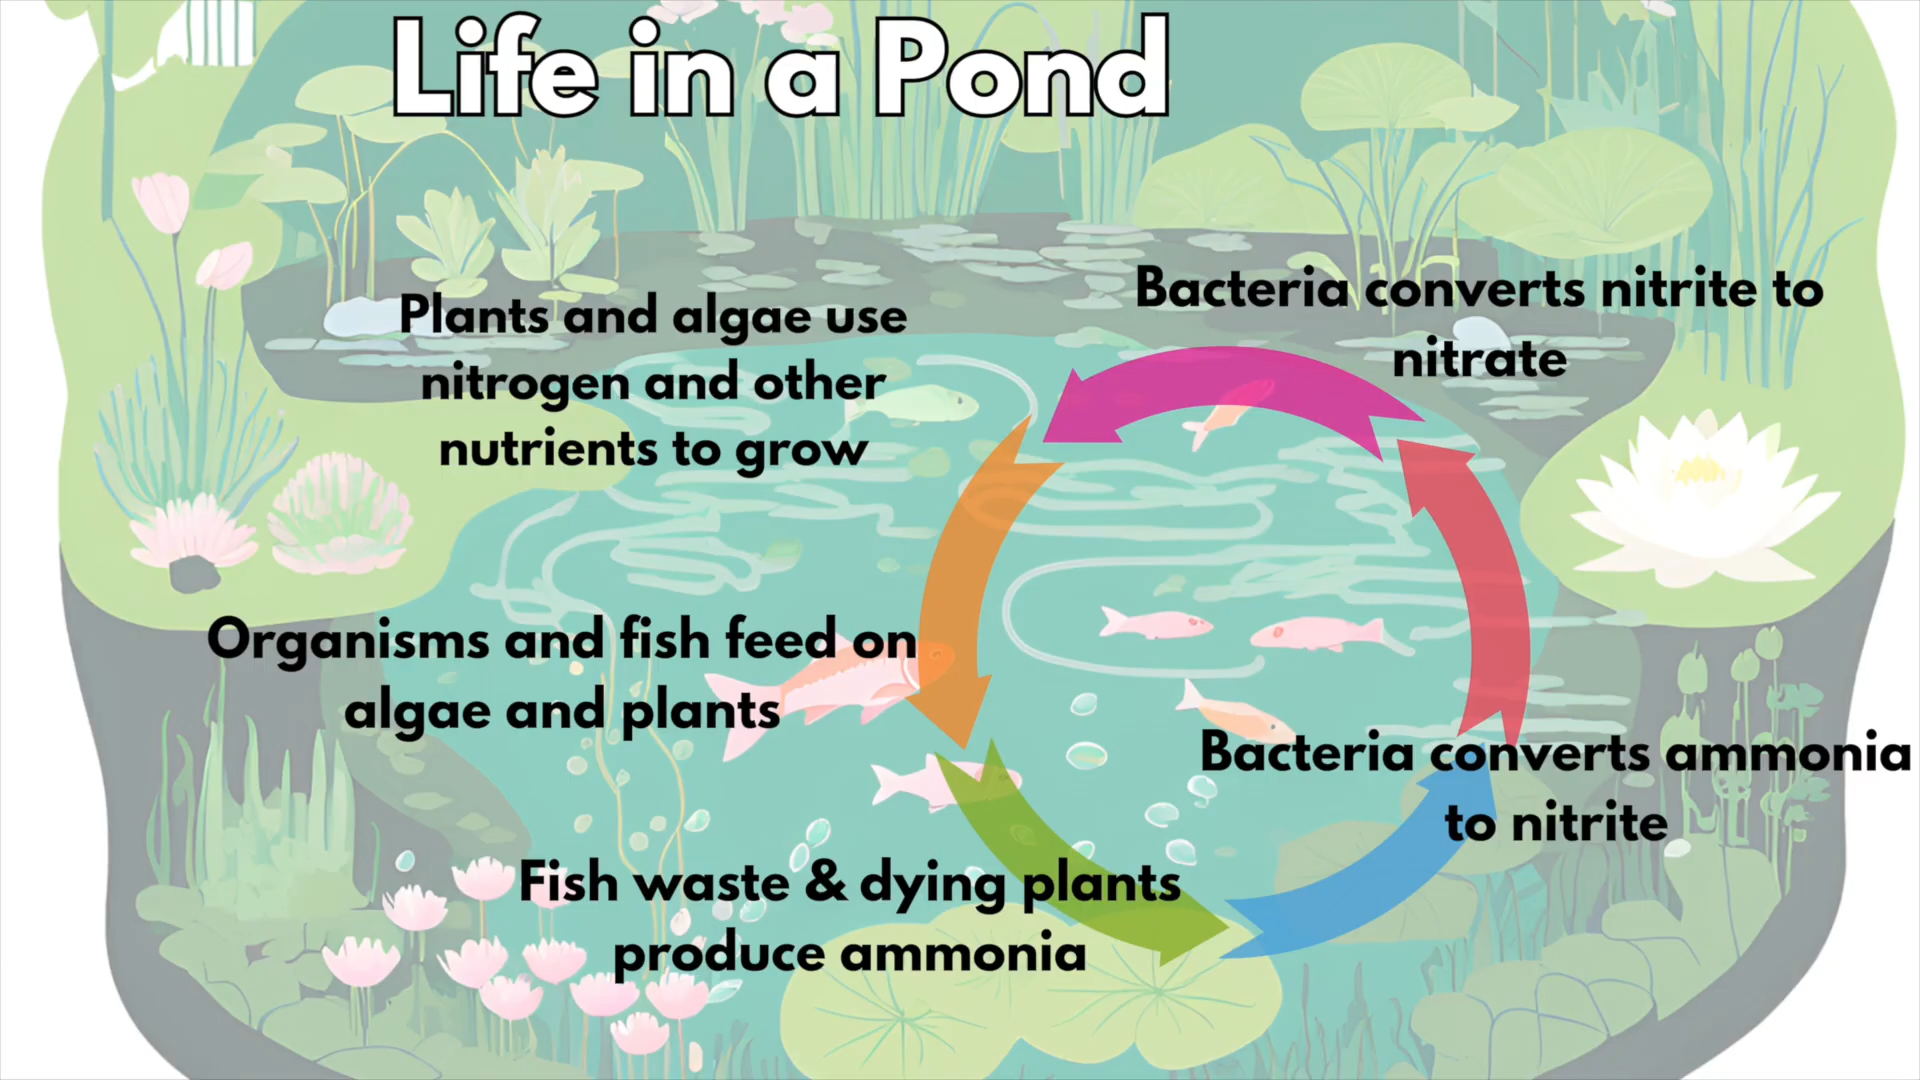 Life in a Pond
Plants and algae use
nitrogen and other
nutrients to grow
Bacteria converts nitrite to
nitrate
Organisms and fish feed on
algae and plants
Bacteria converts ammonia
to nitrite
Fish waste & dying plants
produce ammonia